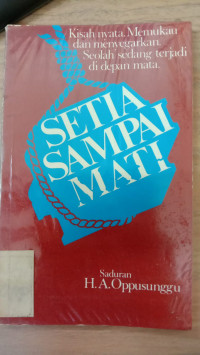 Kisah nyata. Memukau
dan menyegarkan.
Seolah sedang terjadi
di depan mata.
SETIA
SAMPAI
MATI
Saduran
H. A. Oppusunggu